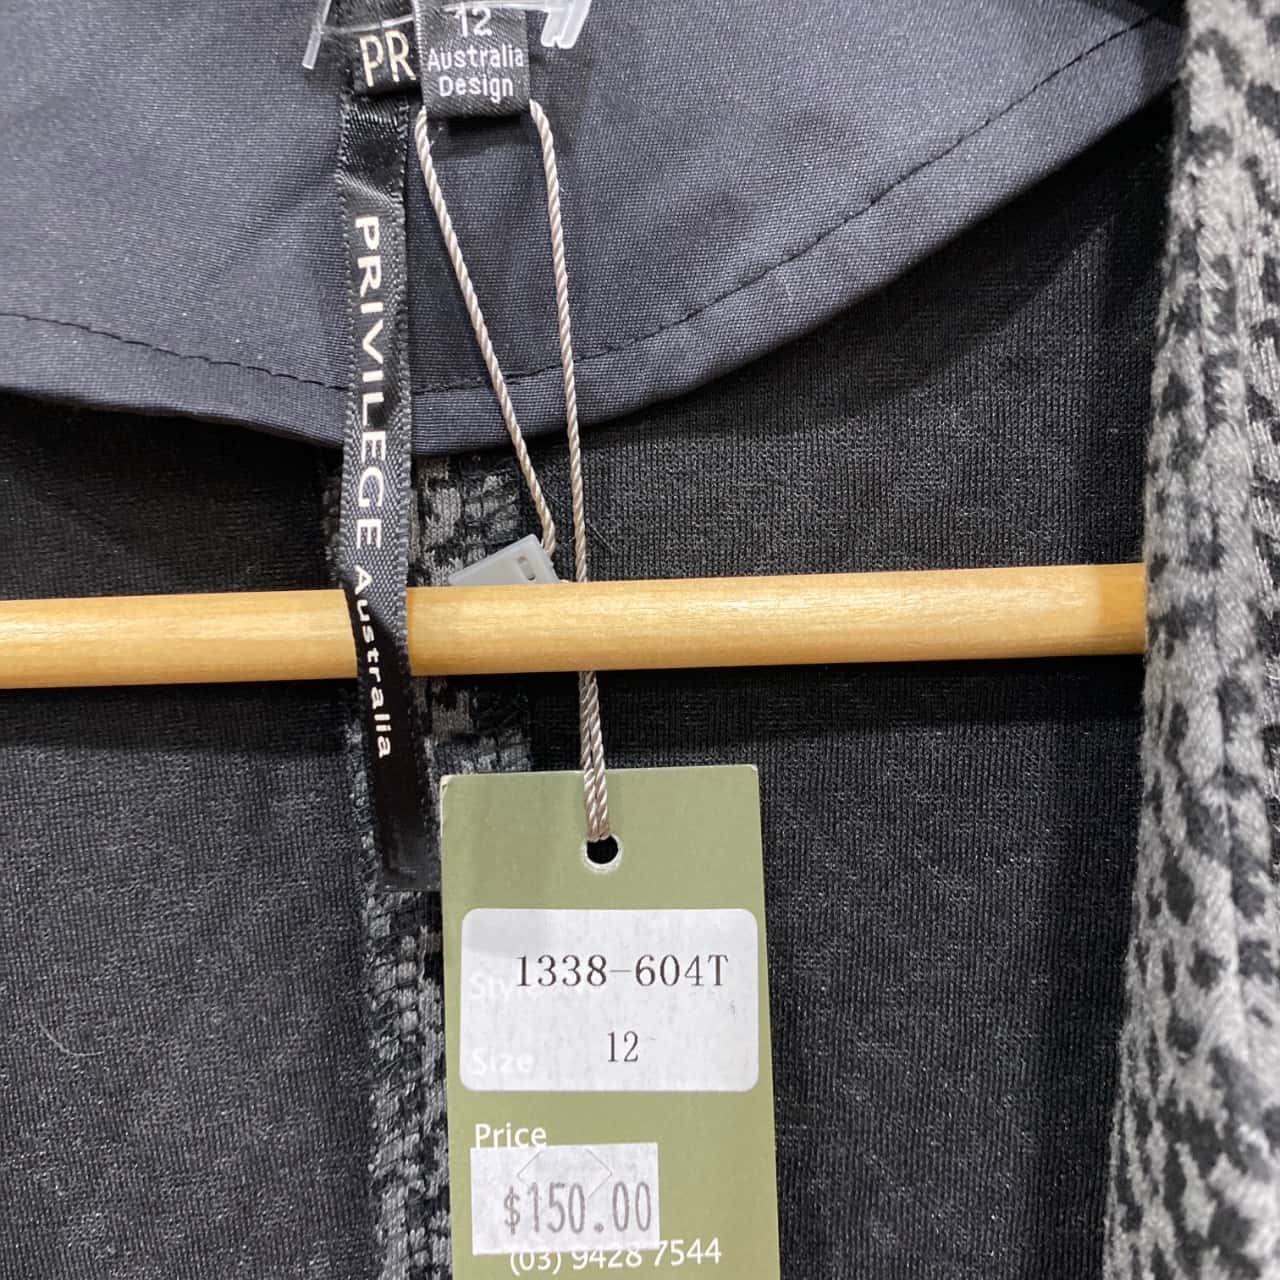 PR
12
Australia
Design
PRIVILEGE Australia
1338-604T
Style
Size
12
Price
$150.00
(03) 9428 7544